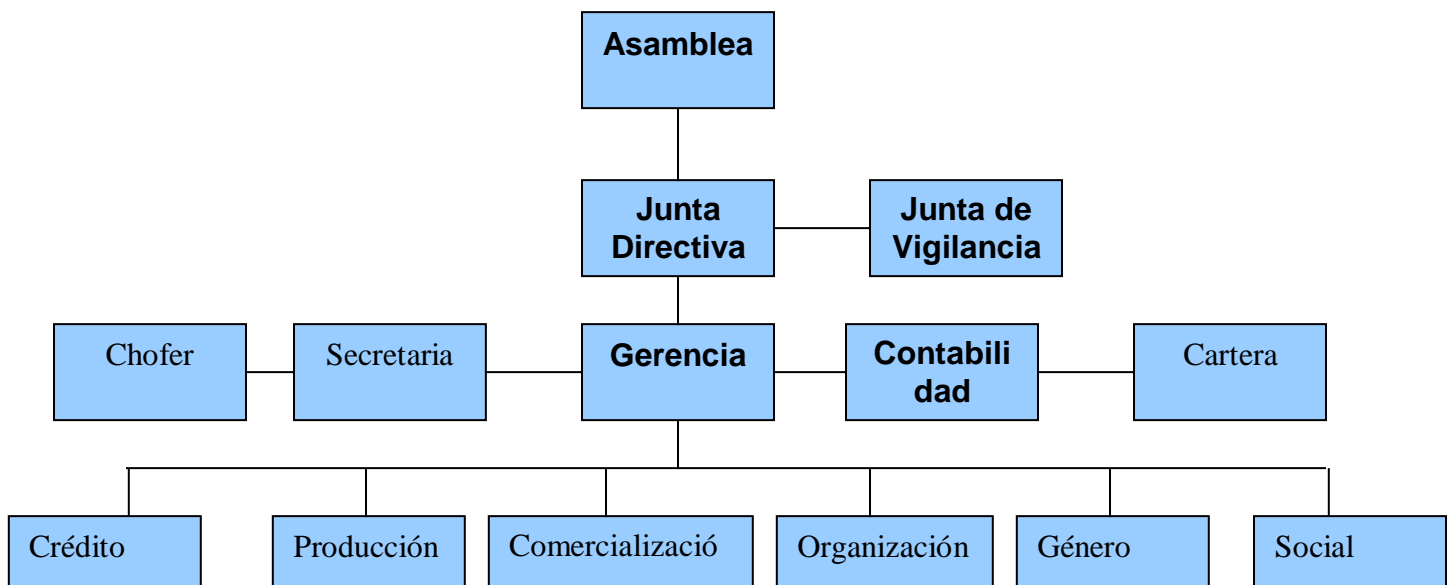 Asamblea
Junta
Directiva
Junta de
Vigilancia
Chofer
Secretaria
Gerencia
Contabili
dad
Cartera
Crédito
Producción
Comercializació
Organización
Género
Social